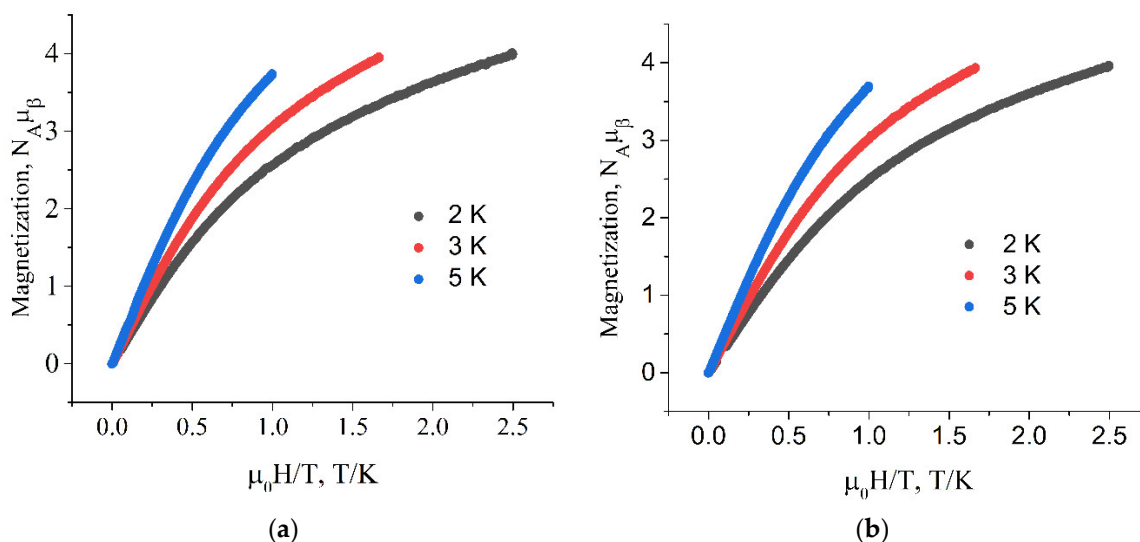 Magnetization, N_Aμ_β
4
3
2
1
0
2 K
3 K
5 K
0.0 0.5 1.0 1.5 2.0 2.5
μ₀H/T, T/K
(a)
Magnetization, N_Aμ_β
4
3
2
1
0
2 K
3 K
5 K
0.0 0.5 1.0 1.5 2.0 2.5
μ₀H/T, T/K
(b)